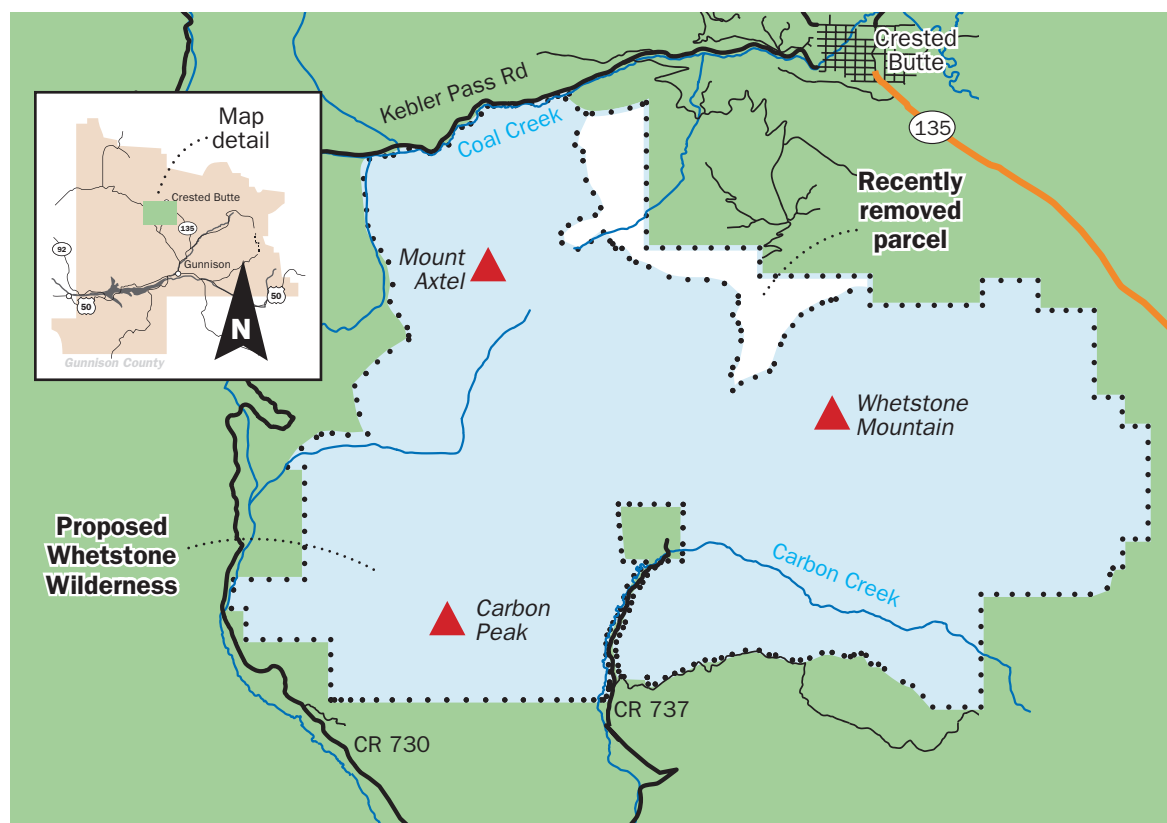 Crested
Butte
Kebler Pass Rd
Coal Creek
135
Map
detail
Crested Butte
135
92
Gunnison
50
50
N
Gunnison County
Recently
removed
parcel
Mount
Axtel
Whetstone
Mountain
Proposed
Whetstone
Wilderness
Carbon Creek
Carbon
Peak
CR 737
CR 730